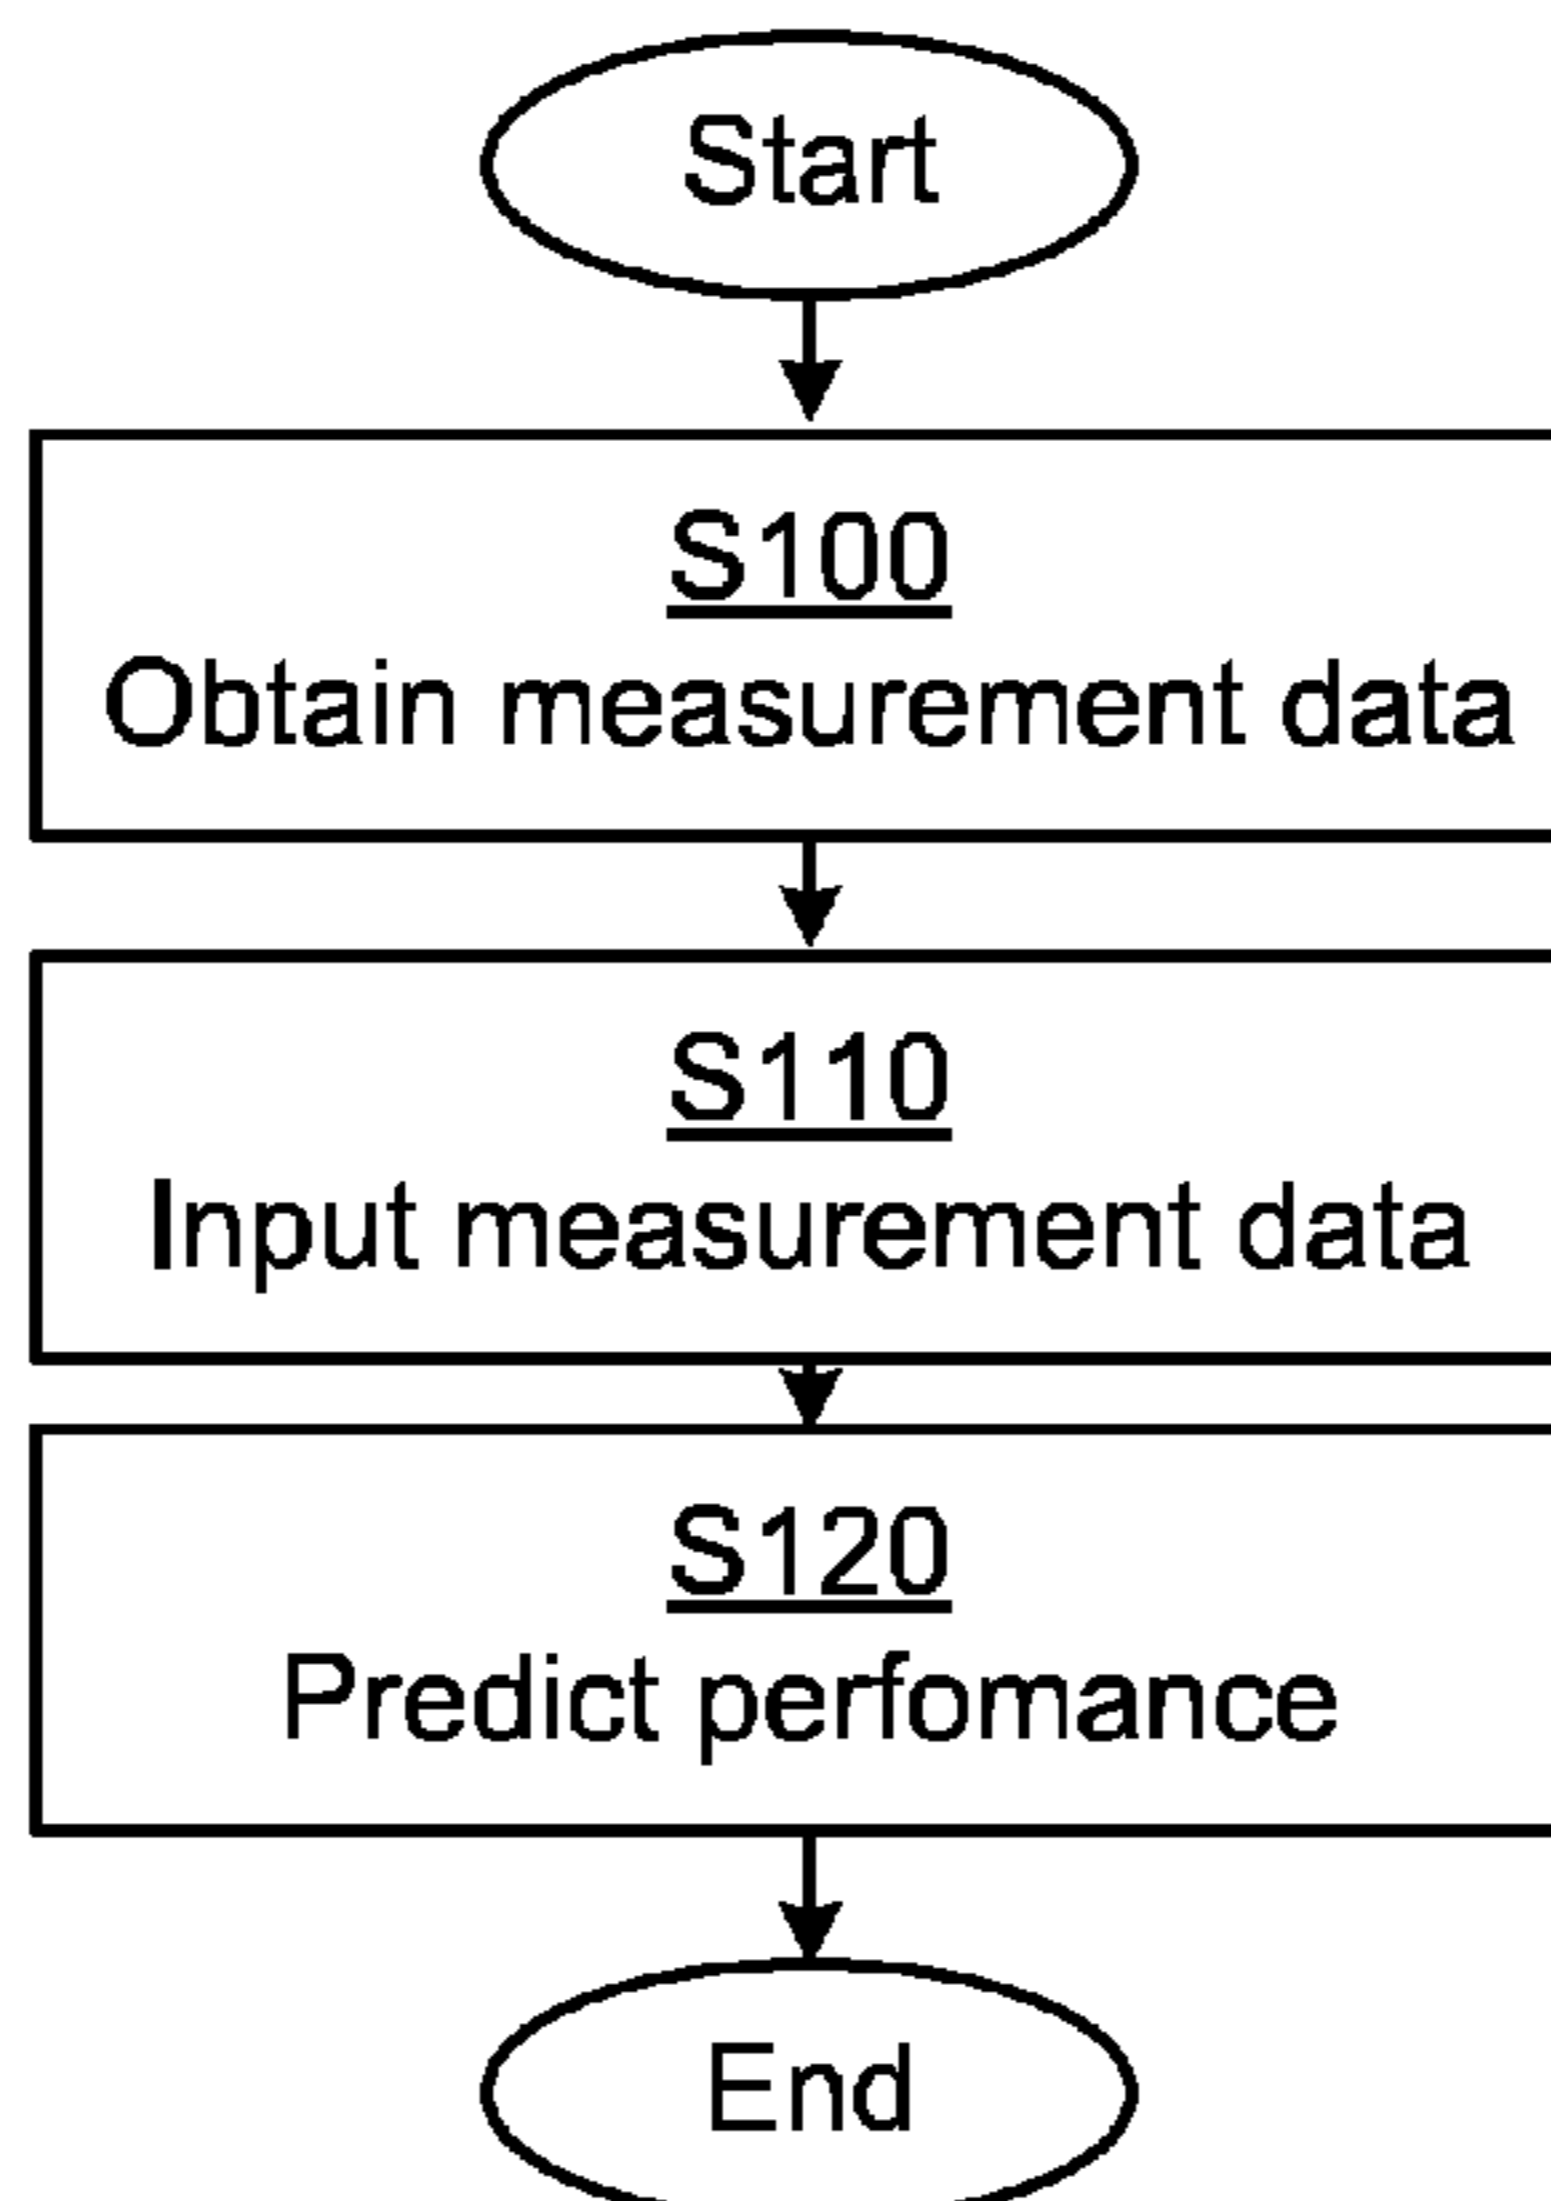 Start
S100
Obtain measurement data
S110
Input measurement data
S120
Predict perfomance
End